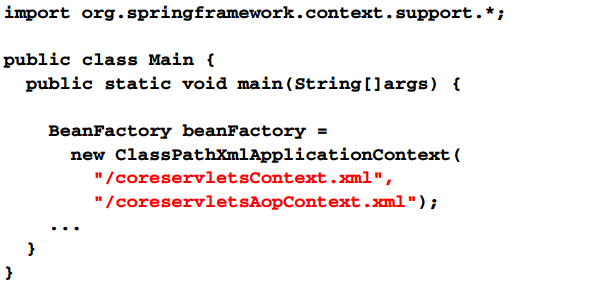 import org.springframework.context.support.*;
public class Main {
public static void main(String[]args) {
BeanFactory beanFactory =
new ClassPathXmlApplicationContext(
"/coreservletsContext.xml",
"/coreservletsAopContext.xml");
...
}
}